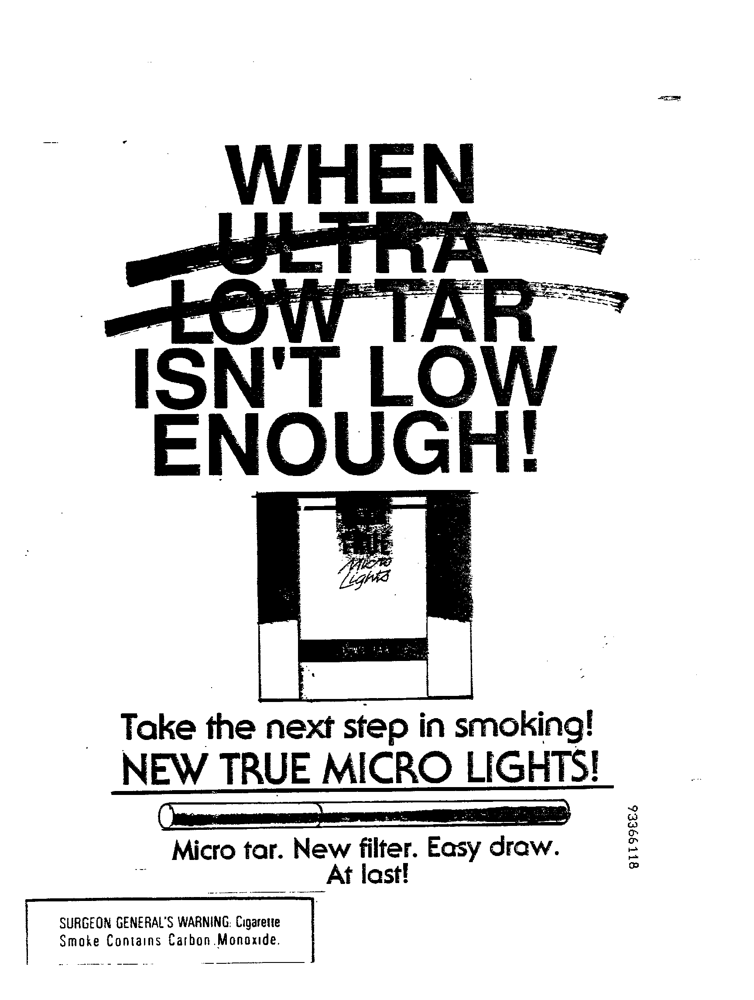 WHEN
ULTRA
LOW TAR
ISN'T LOW
ENOUGH!
TRUE
Micro
Lights
Take the next step in smoking!
NEW TRUE MICRO LIGHTS!
Micro tar. New filter. Easy draw.
At last!
93366118
SURGEON GENERAL'S WARNING: Cigarette
Smoke Contains Carbon Monoxide.